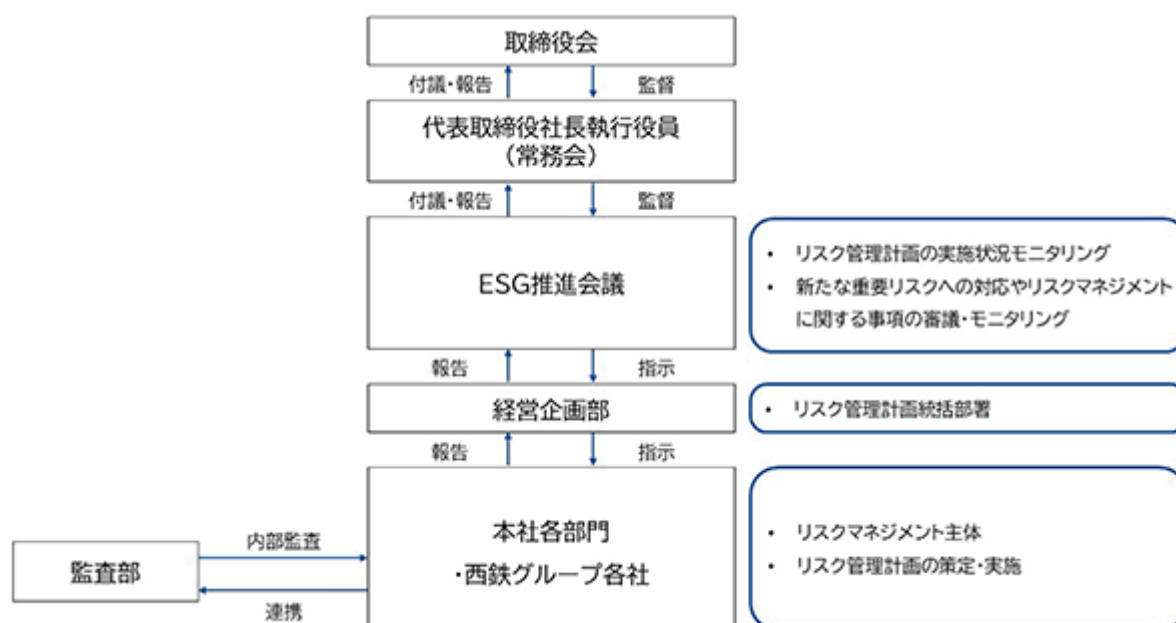 取締役会
付議・報告
監督
代表取締役社長執行役員
(常務会)
付議・報告
監督
ESG推進会議
・ リスク管理計画の実施状況モニタリング
・ 新たな重要リスクへの対応やリスクマネジメント
に関する事項の審議・モニタリング
報告
指示
経営企画部
・ リスク管理計画統括部署
報告
指示
本社各部門
・西鉄グループ各社
・ リスクマネジメント主体
・ リスク管理計画の策定・実施
内部監査
監査部
連携